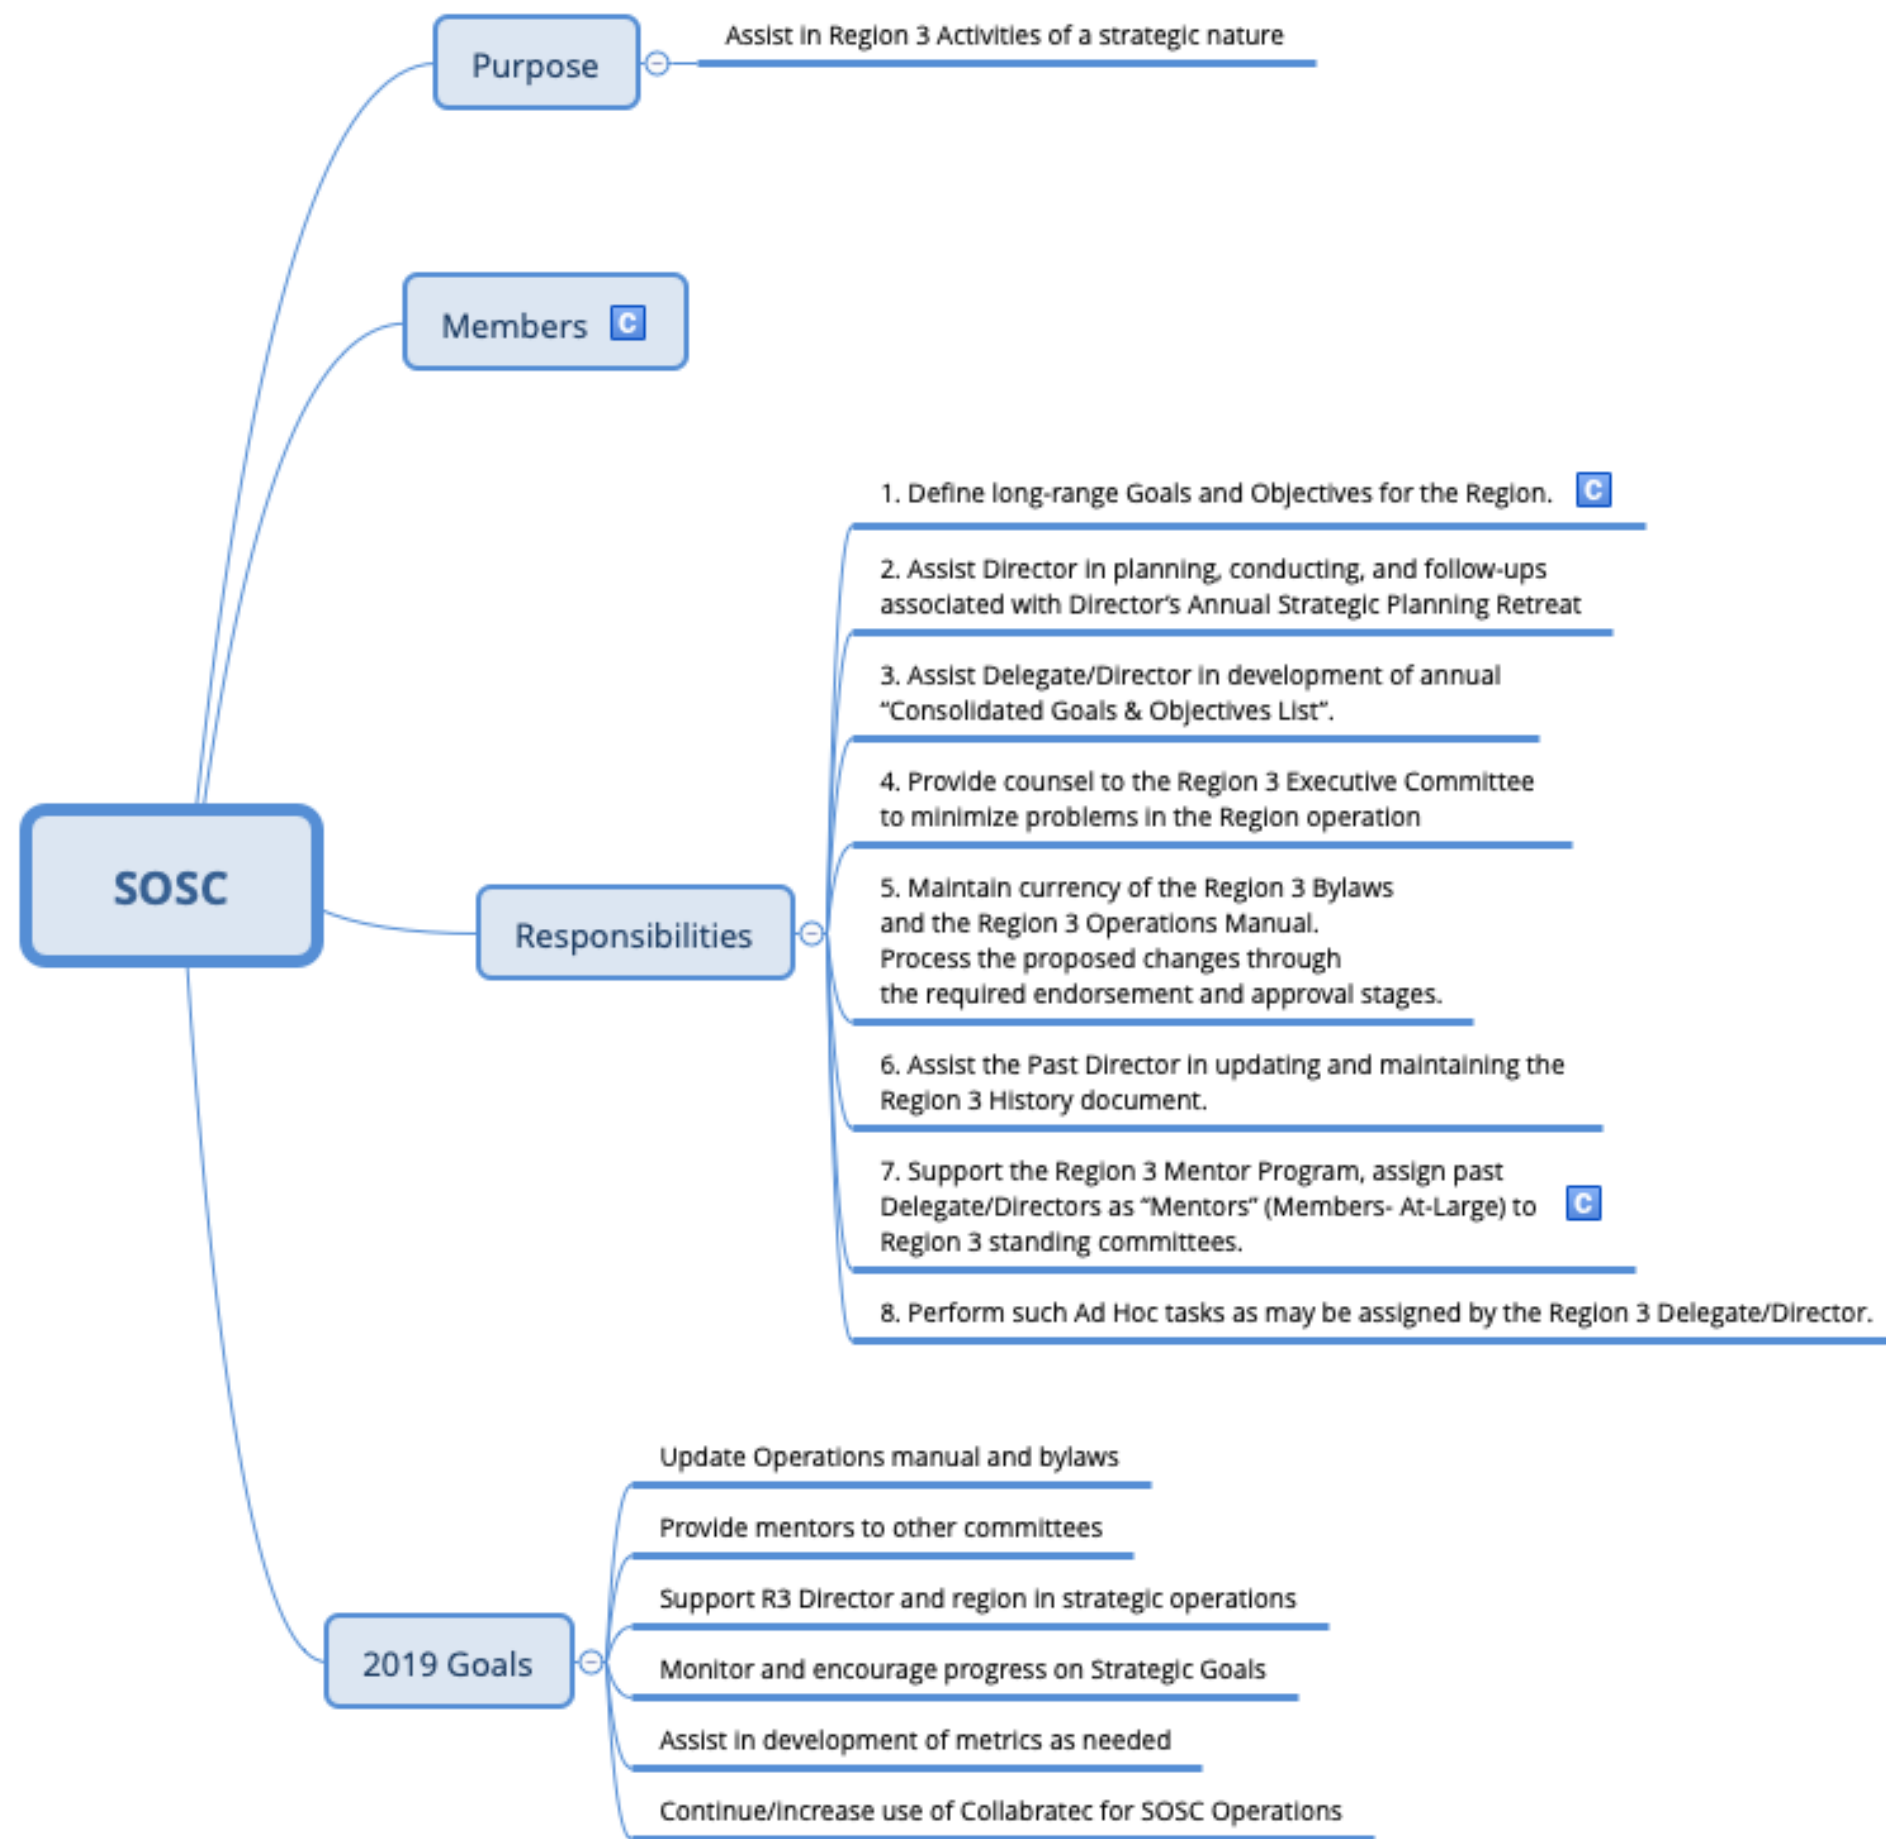 Purpose
Assist in Region 3 Activities of a strategic nature
Members C
SOSC
Responsibilities
1. Define long-range Goals and Objectives for the Region. C
2. Assist Director in planning, conducting, and follow-ups
associated with Director’s Annual Strategic Planning Retreat
3. Assist Delegate/Director in development of annual
“Consolidated Goals & Objectives List”.
4. Provide counsel to the Region 3 Executive Committee
to minimize problems in the Region operation
5. Maintain currency of the Region 3 Bylaws
and the Region 3 Operations Manual.
Process the proposed changes through
the required endorsement and approval stages.
6. Assist the Past Director in updating and maintaining the
Region 3 History document.
7. Support the Region 3 Mentor Program, assign past
Delegate/Directors as “Mentors” (Members- At-Large) to C
Region 3 standing committees.
8. Perform such Ad Hoc tasks as may be assigned by the Region 3 Delegate/Director.
2019 Goals
Update Operations manual and bylaws
Provide mentors to other committees
Support R3 Director and region in strategic operations
Monitor and encourage progress on Strategic Goals
Assist in development of metrics as needed
Continue/Increase use of Collabratec for SOSC Operations